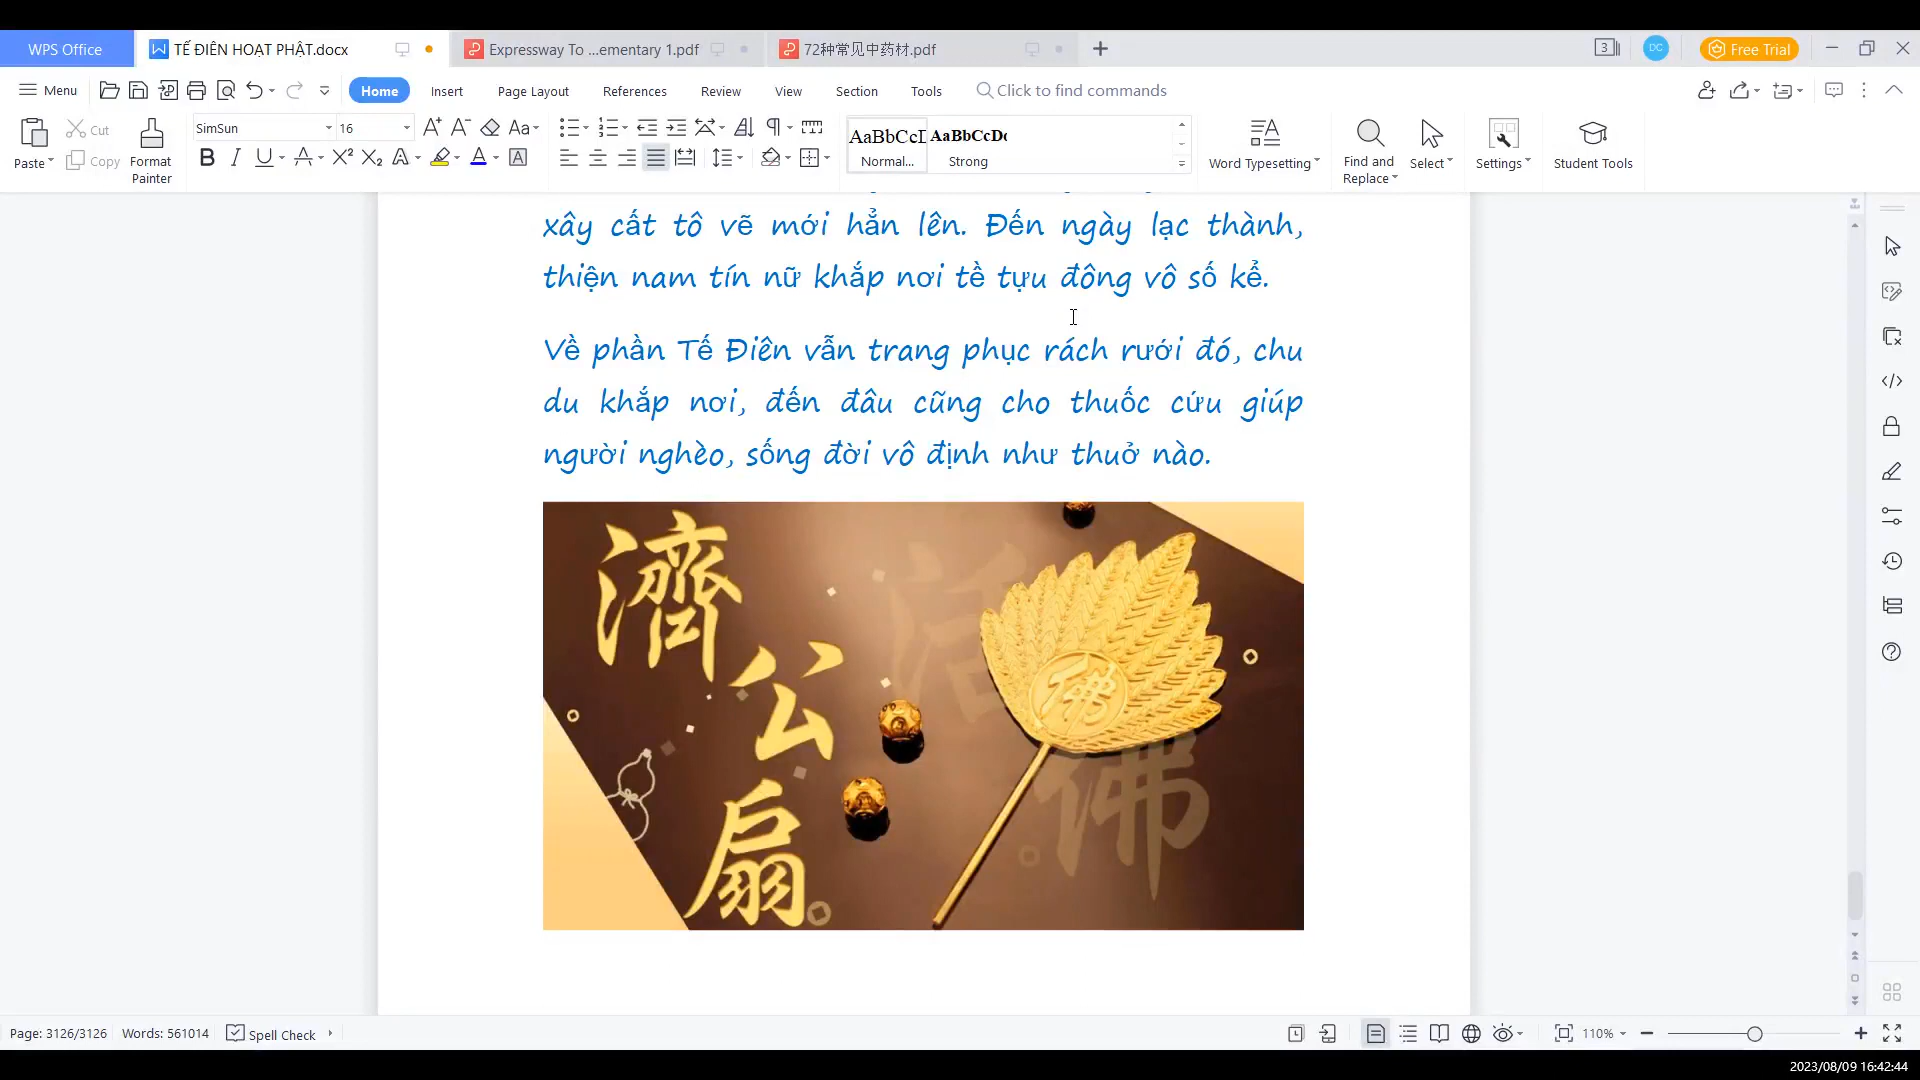 WPS Office
TẾ ĐIÊN HOẠT PHẬT.docx
Expressway To ...ementary 1.pdf
72种常见中药材.pdf
3
DC
Free Trial
Menu
Home
Insert
Page Layout
References
Review
View
Section
Tools
Click to find commands
Paste
Cut
Copy
Format Painter
SimSun
16
AaBbCcD
Normal...
AaBbCcDc
Strong
Word Typesetting
Find and Replace
Select
Settings
Student Tools
xây cất tô vẽ mới hẳn lên. Đến ngày lạc thành,
thiện nam tín nữ khắp nơi tề tựu đông vô số kể.
Về phần Tế Điên vẫn trang phục rách rưới đó, chu
du khắp nơi, đến đâu cũng cho thuốc cứu giúp
người nghèo, sống đời vô định như thuở nào.
濟公扇
活佛
佛
Page: 3126/3126
Words: 561014
Spell Check
110%
2023/08/09 16:42:44